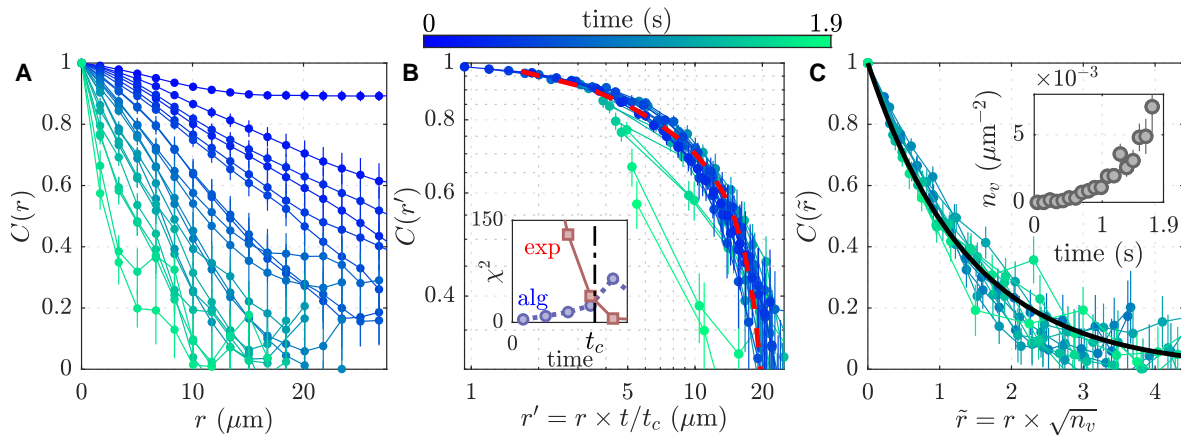 time (s)
0
1.9
A
C(r)
1
0.8
0.6
0.4
0.2
0
0
10
20
r (μm)
B
C(r′)
1
0.8
0.6
0.4
1
5
10
20
r′ = r × t/t_c (μm)
150
χ²
0
exp
alg
0
t_c
time
C
C(r̃)
1
0.8
0.6
0.4
0.2
0
0
1
2
3
4
r̃ = r × √n_v
×10⁻³
n_v (μm⁻²)
5
0
0
1
1.9
time (s)